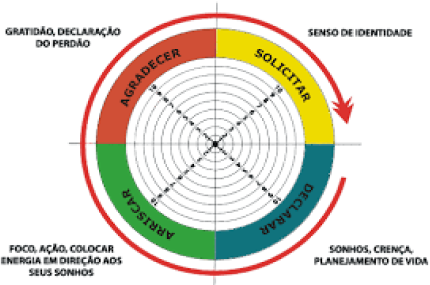 GRATIDÃO, DECLARAÇÃO
DO PERDÃO
SENSO DE IDENTIDADE
AGRADECER
SOLICITAR
ARRISCAR
DECLARAR
FOCO, AÇÃO, COLOCAR
ENERGIA EM DIREÇÃO AOS
SEUS SONHOS
SONHOS, CRENÇA,
PLANEJAMENTO DE VIDA